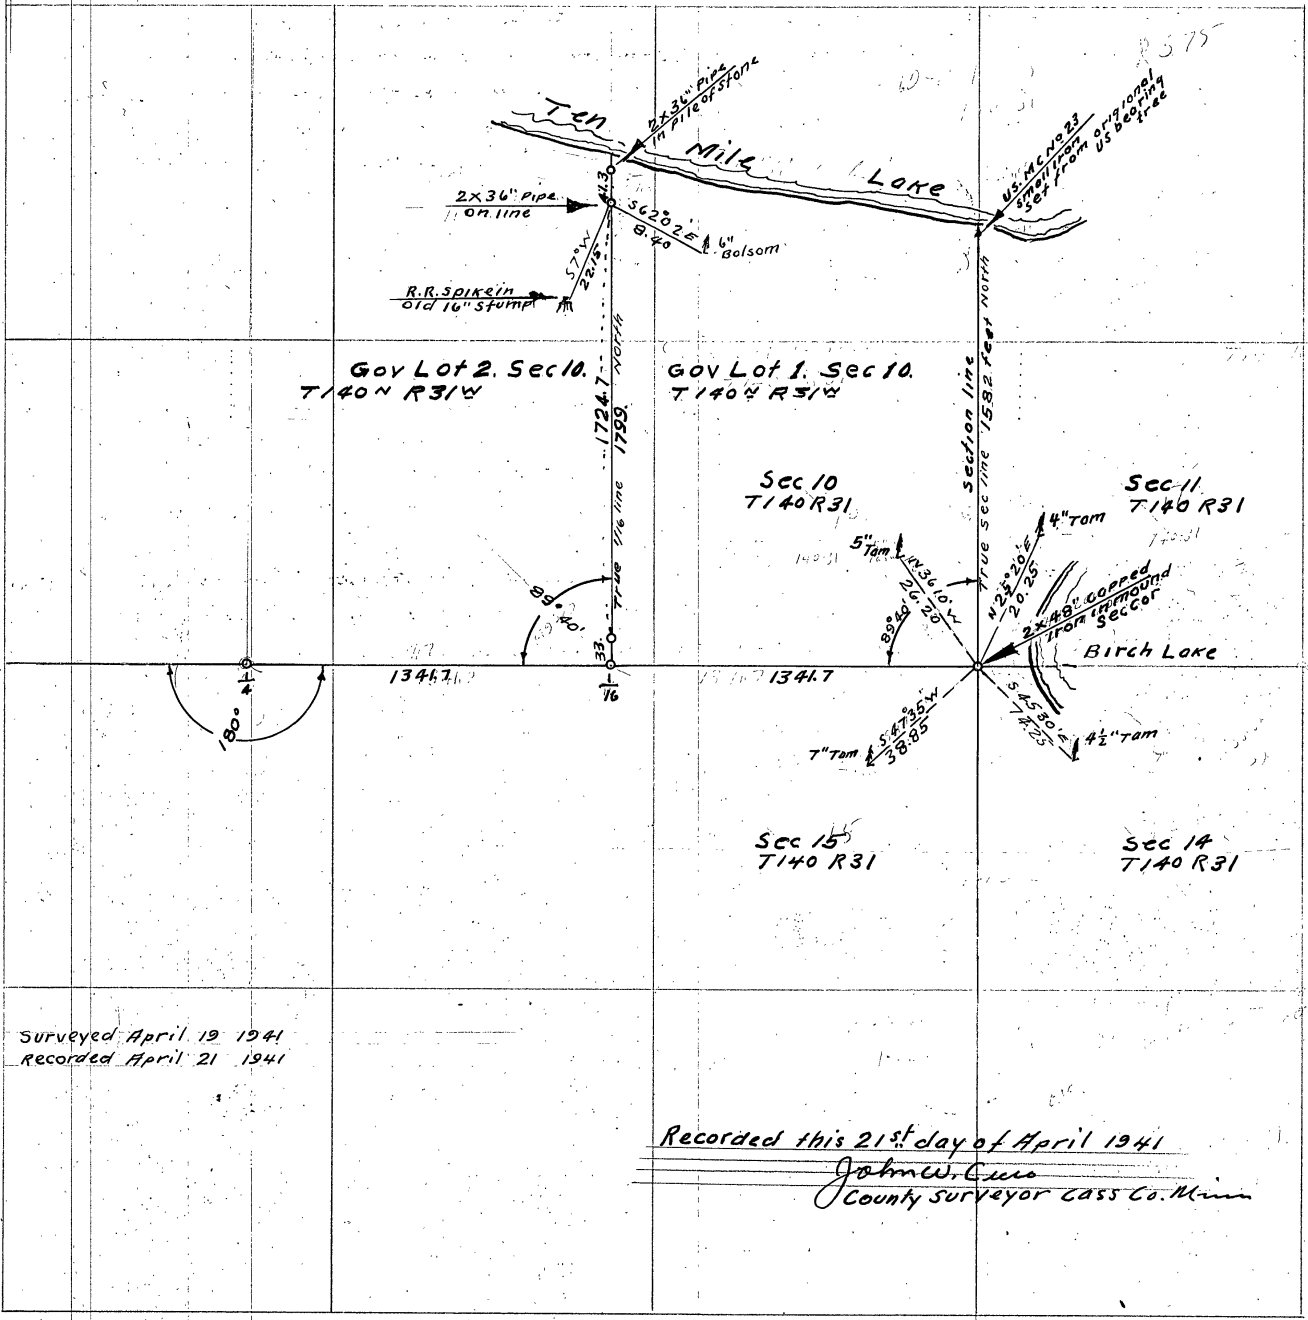 Ten Mile Lake
2X36" Pipe
in pile of stone
U.S. M.C. No 23
small iron origional
set from US bearing
tree
2X36" Pipe
on line
41.3
S62°02'E
8.40
6"
Bolsom
S7°W
22.15
R.R. Spike in
old 16" Stump
Gov Lot 2. Sec 10.
T140N R31W
Gov Lot 1. Sec 10.
T140N R31W
1724.7
1799.
True 1/16 line North
Section line
True sec line 1582 feet North
Sec 10
T140 R31
Sec 11
T140 R31
5"
Tam
N36°10'W
26.20
4" Tam
N25°20'E
20.25
2X48" Capped
iron in mound
Sec Cor
Birch Lake
89°40'
89°40'
33.
1/4
180°
1341.7
1/16
1341.7
7" Tam
S47°35'W
38.85
S45°30'E
74.25
4½" Tam
Sec 15
T140 R31
Sec 14
T140 R31
Surveyed April 19 1941
Recorded April 21 1941
Recorded this 21st day of April 1941
John W.
County Surveyor Cass Co. Minn